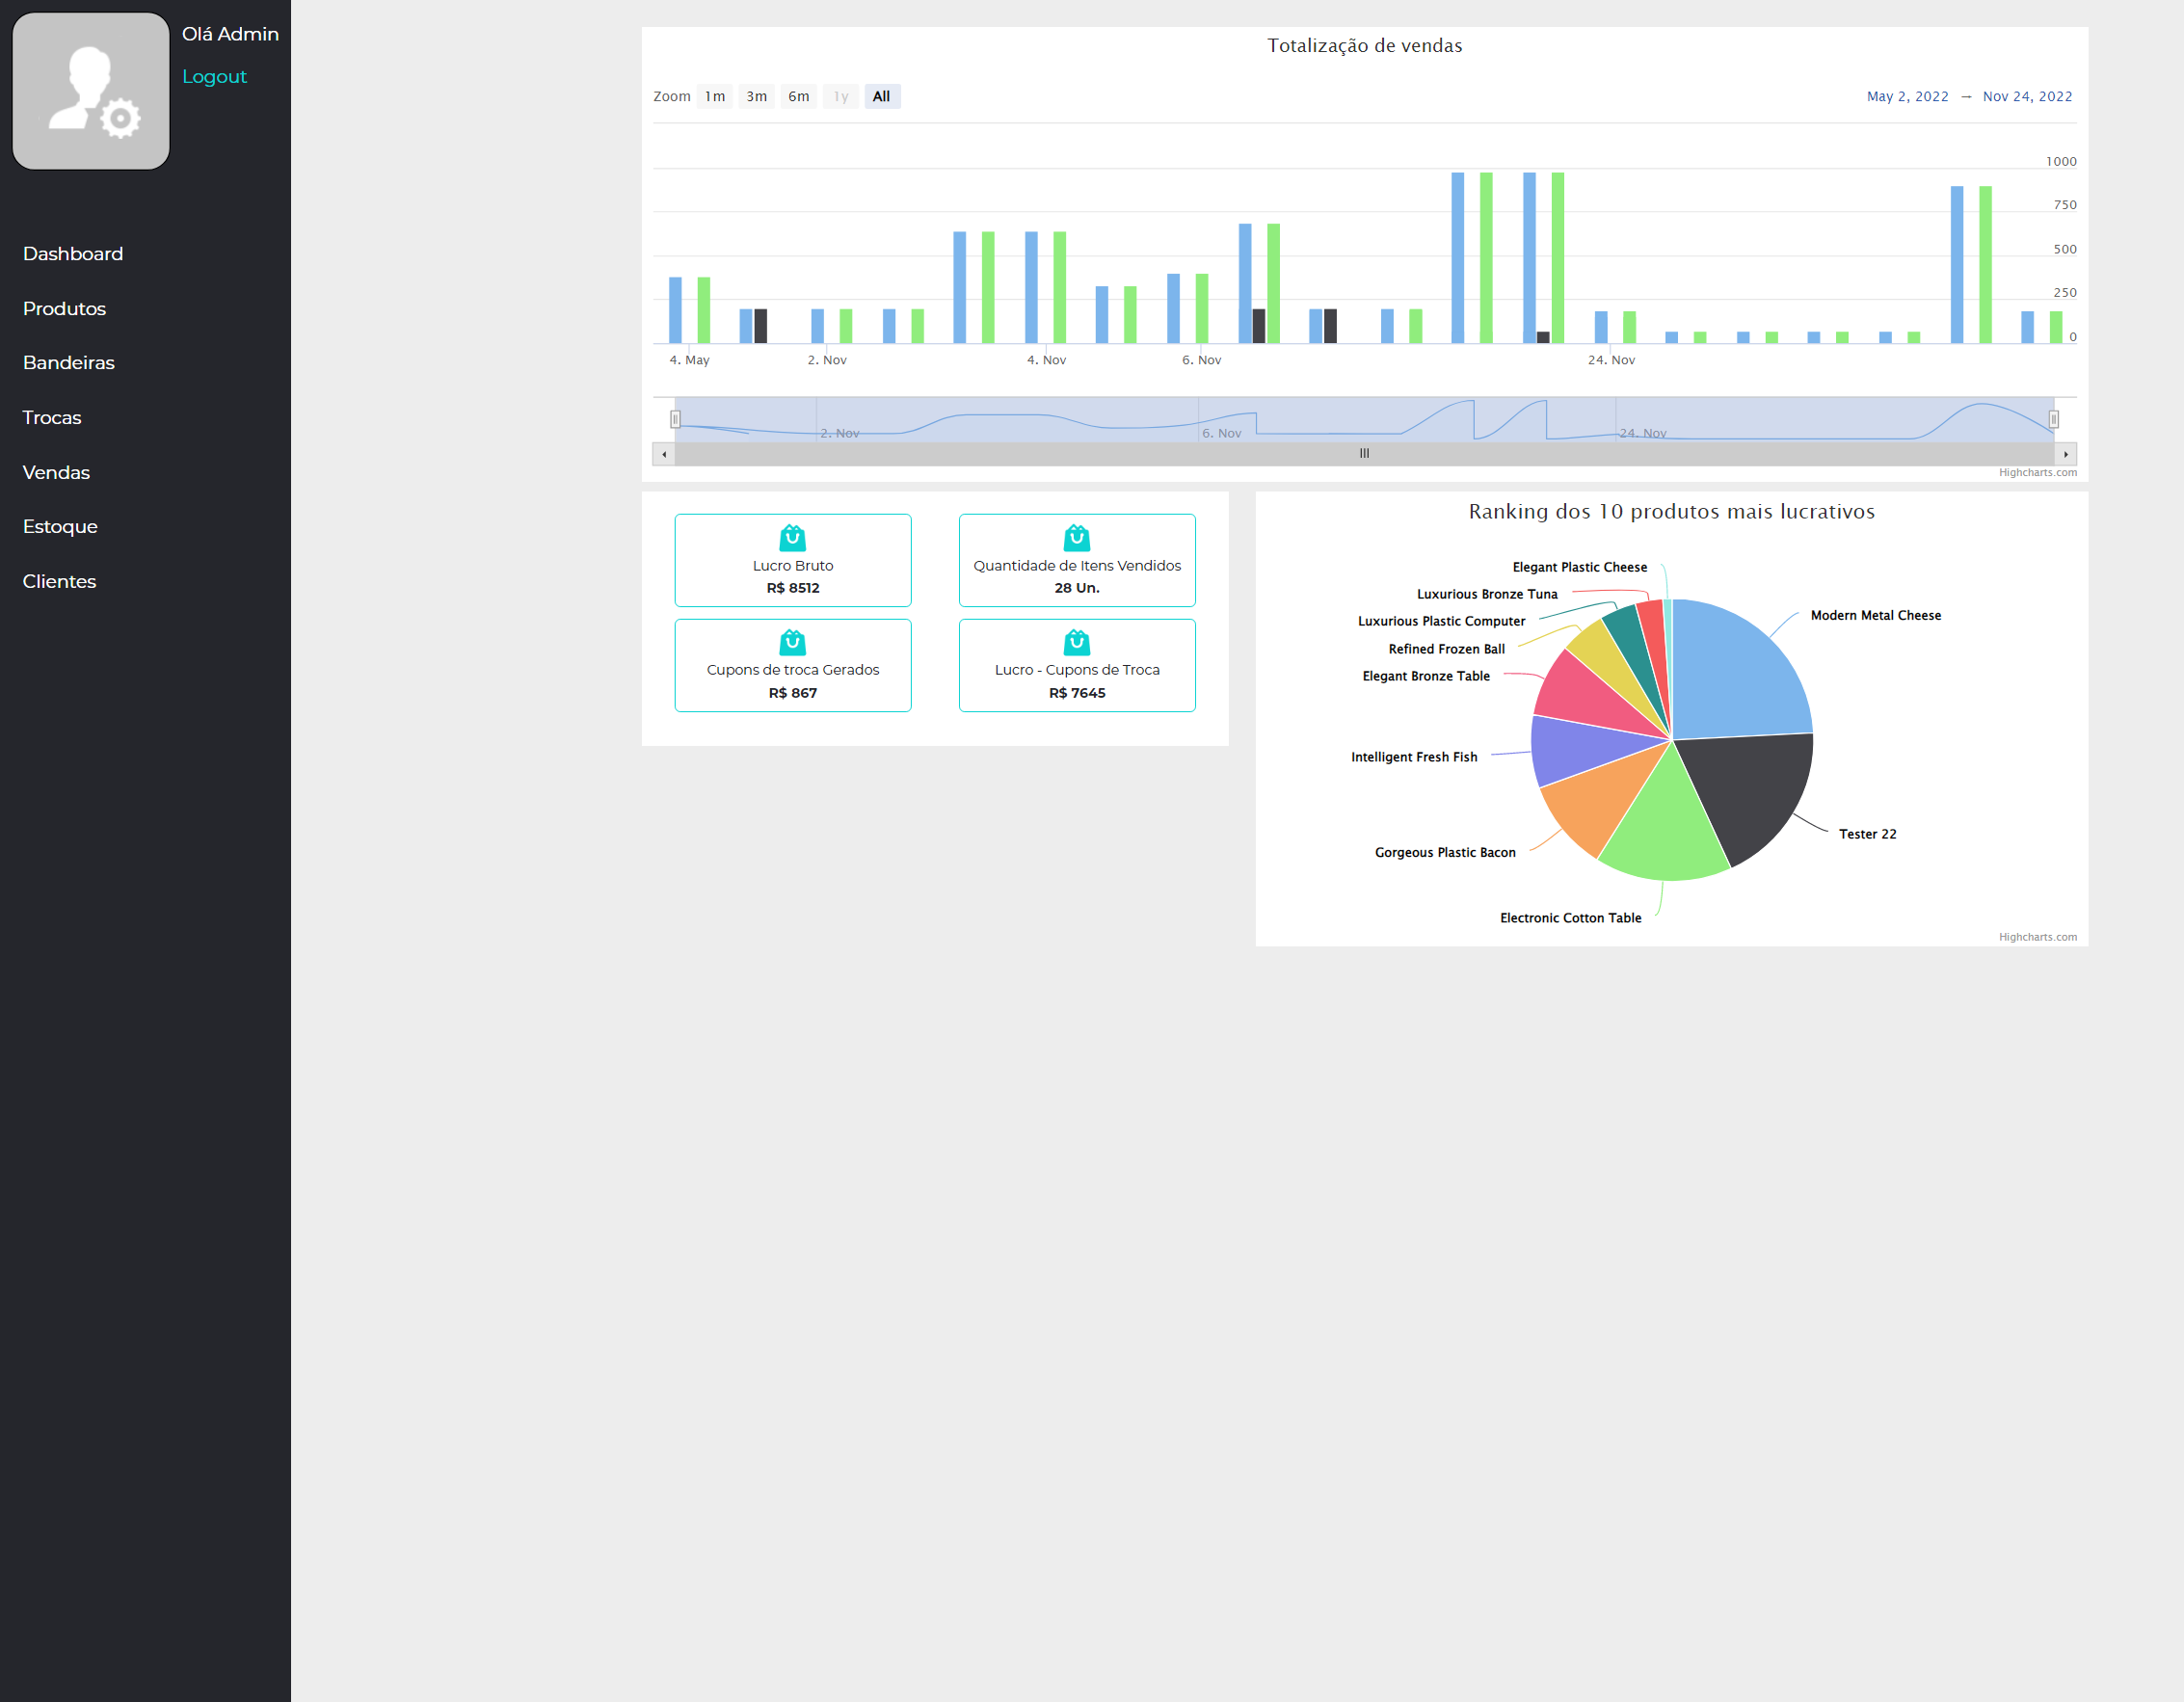 Olá Admin
Logout
Dashboard
Produtos
Bandeiras
Trocas
Vendas
Estoque
Clientes
Totalização de vendas
Zoom 1m 3m 6m 1y All
May 2, 2022 → Nov 24, 2022
1000
750
500
250
0
4. May 2. Nov 4. Nov 6. Nov 24. Nov
2. Nov 6. Nov 24. Nov
Highcharts.com
Lucro Bruto
R$ 8512
Quantidade de Itens Vendidos
28 Un.
Cupons de troca Gerados
R$ 867
Lucro - Cupons de Troca
R$ 7645
Ranking dos 10 produtos mais lucrativos
Elegant Plastic Cheese
Luxurious Bronze Tuna
Modern Metal Cheese
Luxurious Plastic Computer
Refined Frozen Ball
Elegant Bronze Table
Intelligent Fresh Fish
Tester 22
Gorgeous Plastic Bacon
Electronic Cotton Table
Highcharts.com